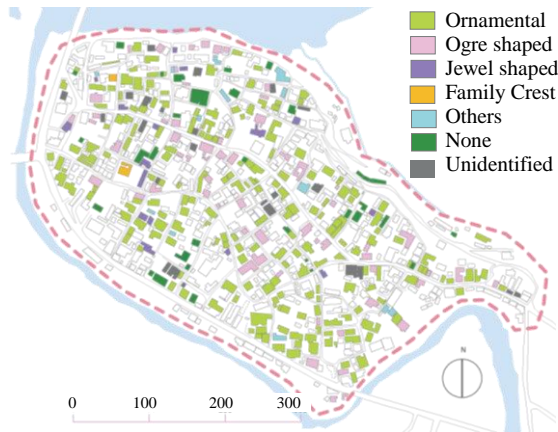 Ornamental
Ogre shaped
Jewel shaped
Family Crest
Others
None
Unidentified
N
0 100 200 300